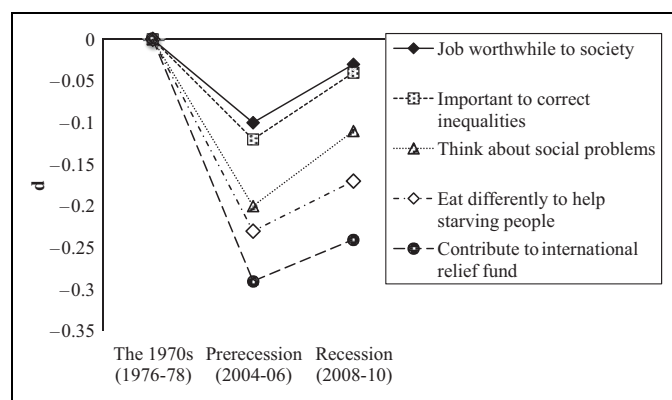 0
−0.05
−0.1
−0.15
−0.2
−0.25
−0.3
−0.35
d
The 1970s
(1976-78)
Prerecession
(2004-06)
Recession
(2008-10)
Job worthwhile to society
Important to correct
inequalities
Think about social problems
Eat differently to help
starving people
Contribute to international
relief fund